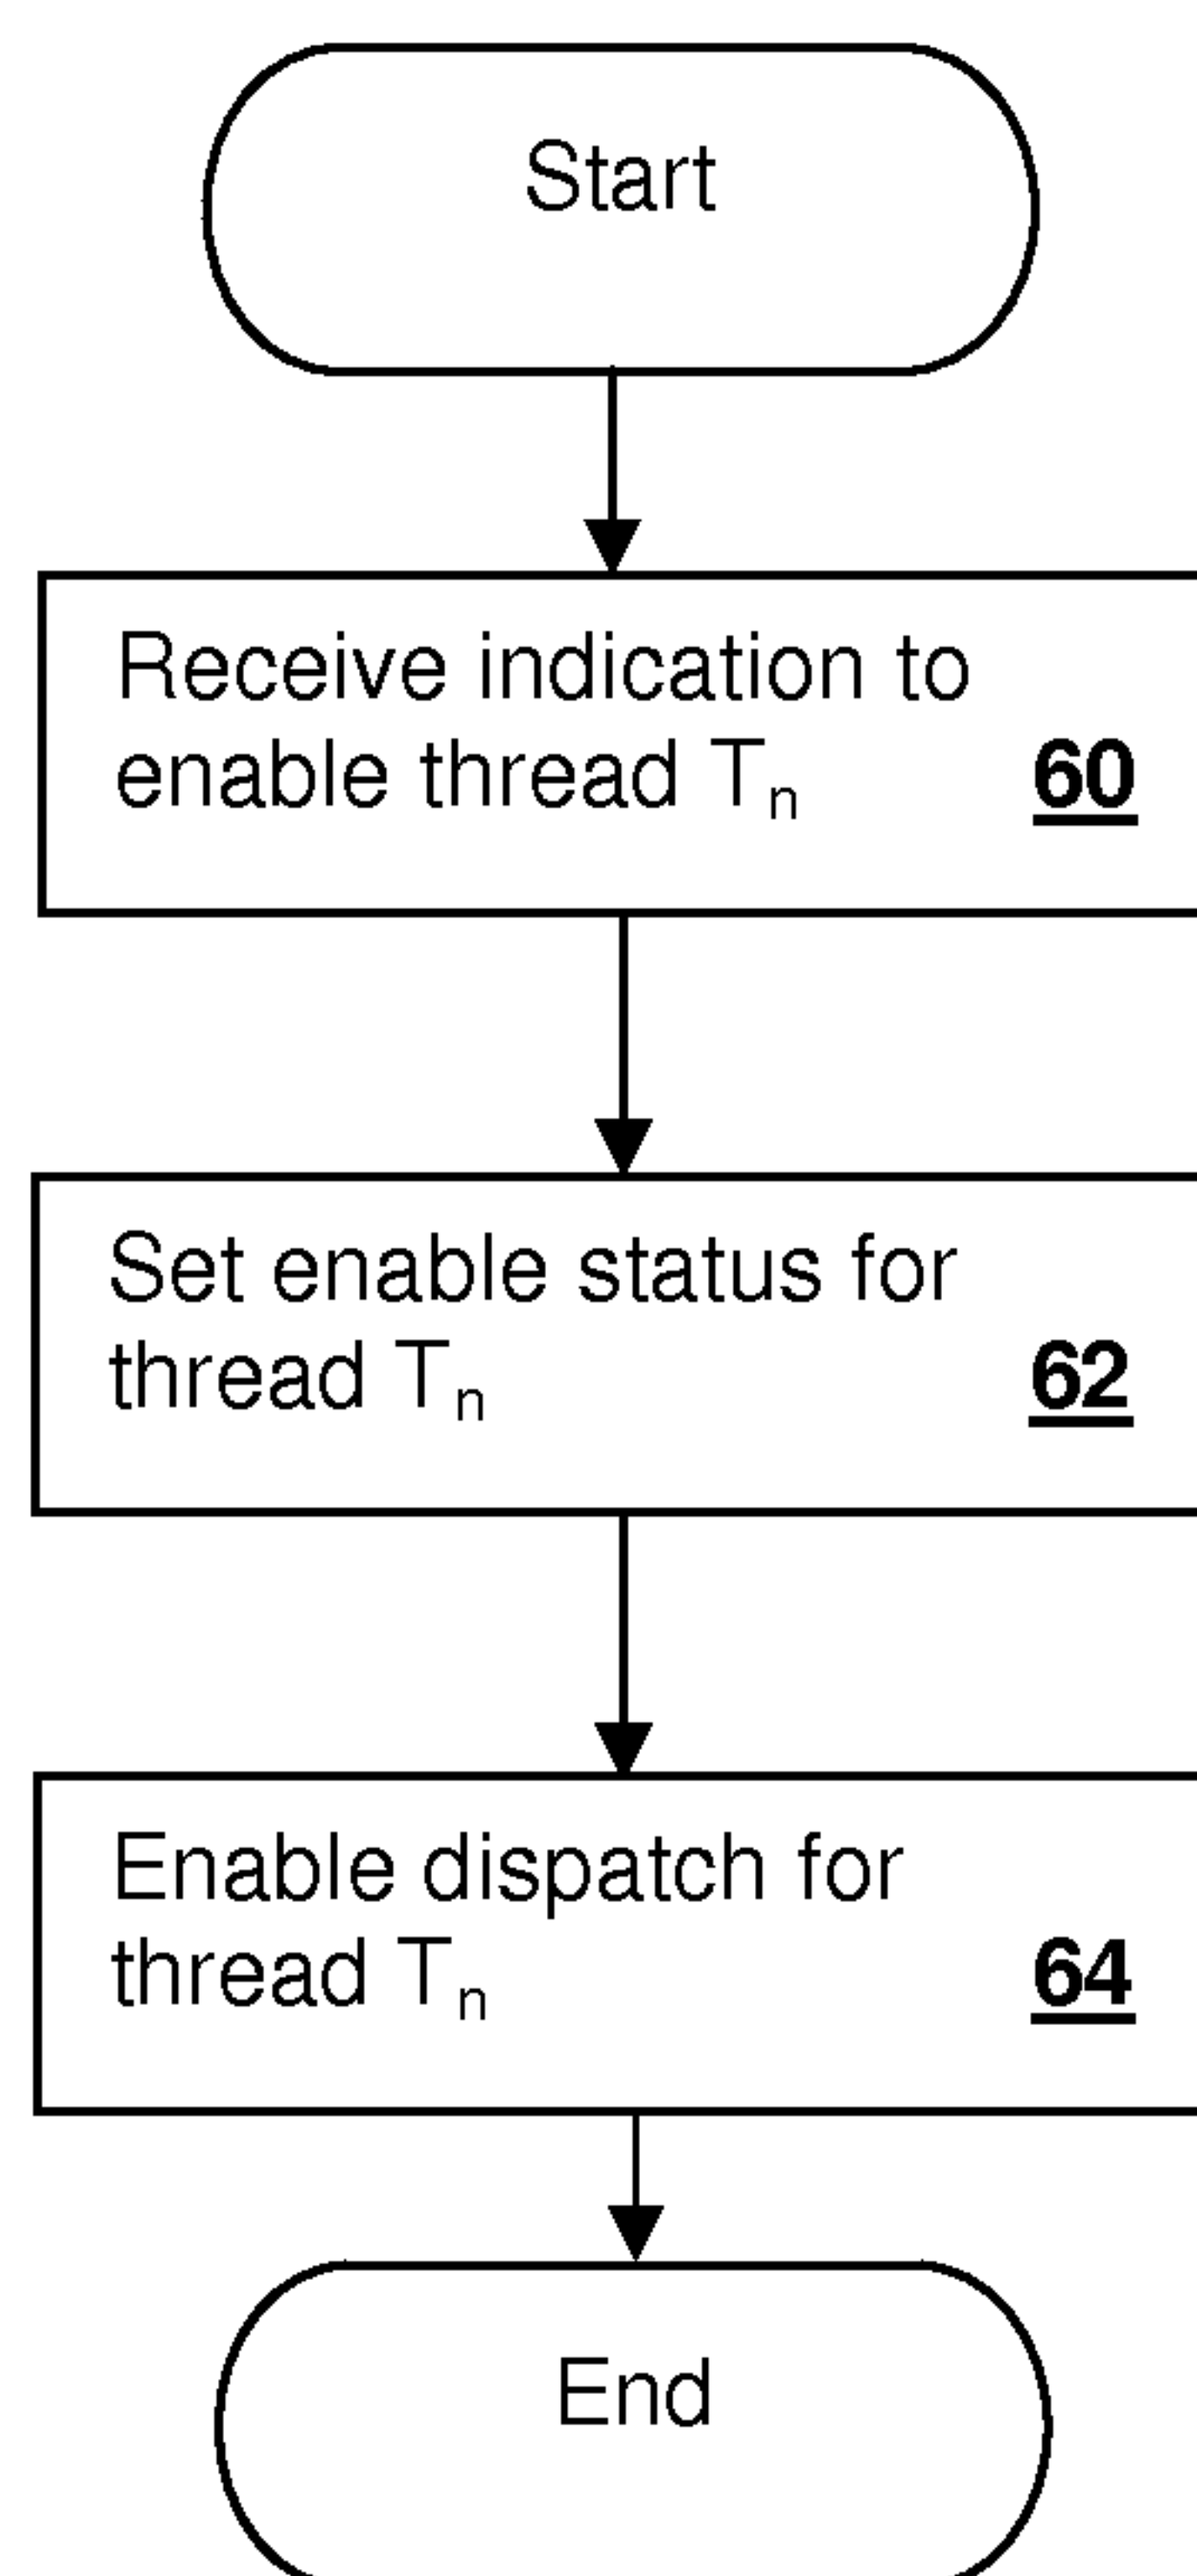 Start
Receive indication to
enable thread Tn 60
Set enable status for
thread Tn 62
Enable dispatch for
thread Tn 64
End